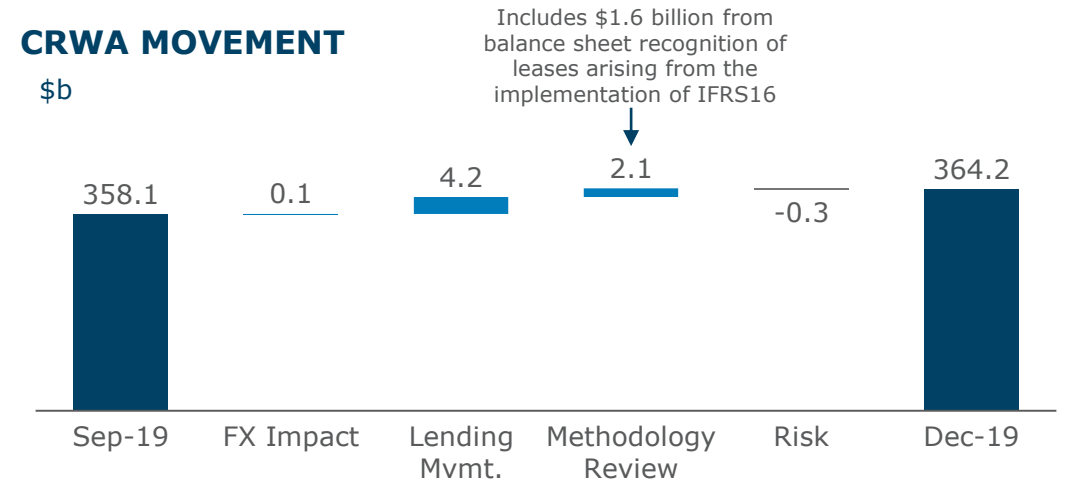 CRWA MOVEMENT
$b
Includes $1.6 billion from
balance sheet recognition of
leases arising from the
implementation of IFRS16
358.1
0.1
4.2
2.1
-0.3
364.2
Sep-19
FX Impact
Lending
Mvmt.
Methodology
Review
Risk
Dec-19